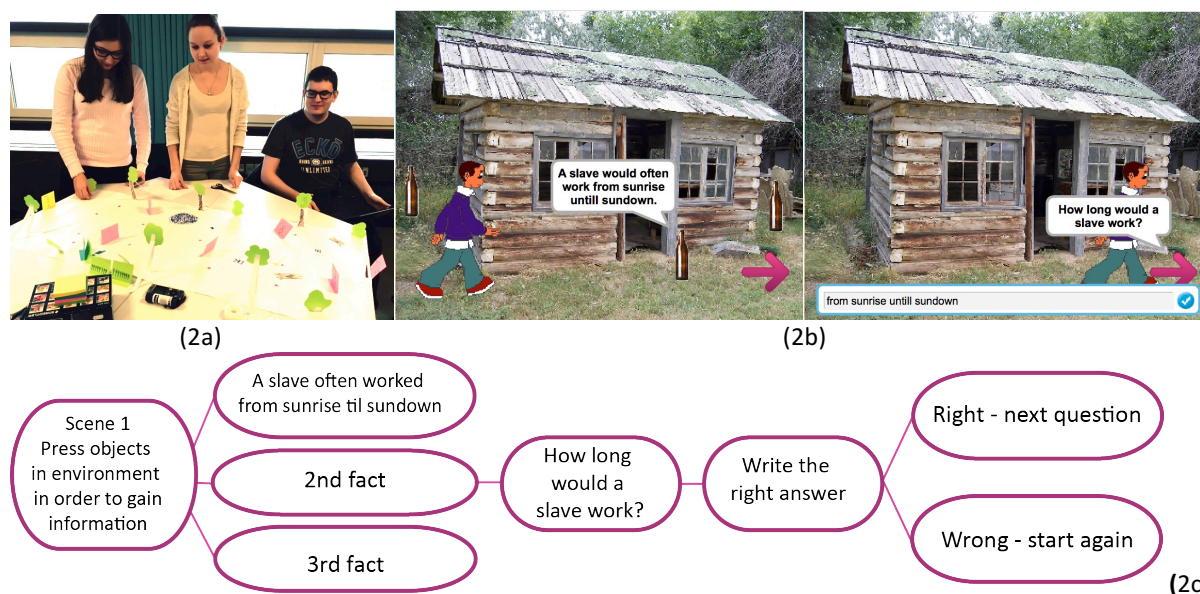 ECKŌ
UNLIMITED
A slave would often
work from sunrise
untill sundown.
How long would a
slave work?
from sunrise untill sundown
(2a)
(2b)
Scene 1
Press objects
in environment
in order to gain
information
A slave often worked
from sunrise til sundown
2nd fact
3rd fact
How long
would a
slave work?
Write the
right answer
Right - next question
Wrong - start again
(2c